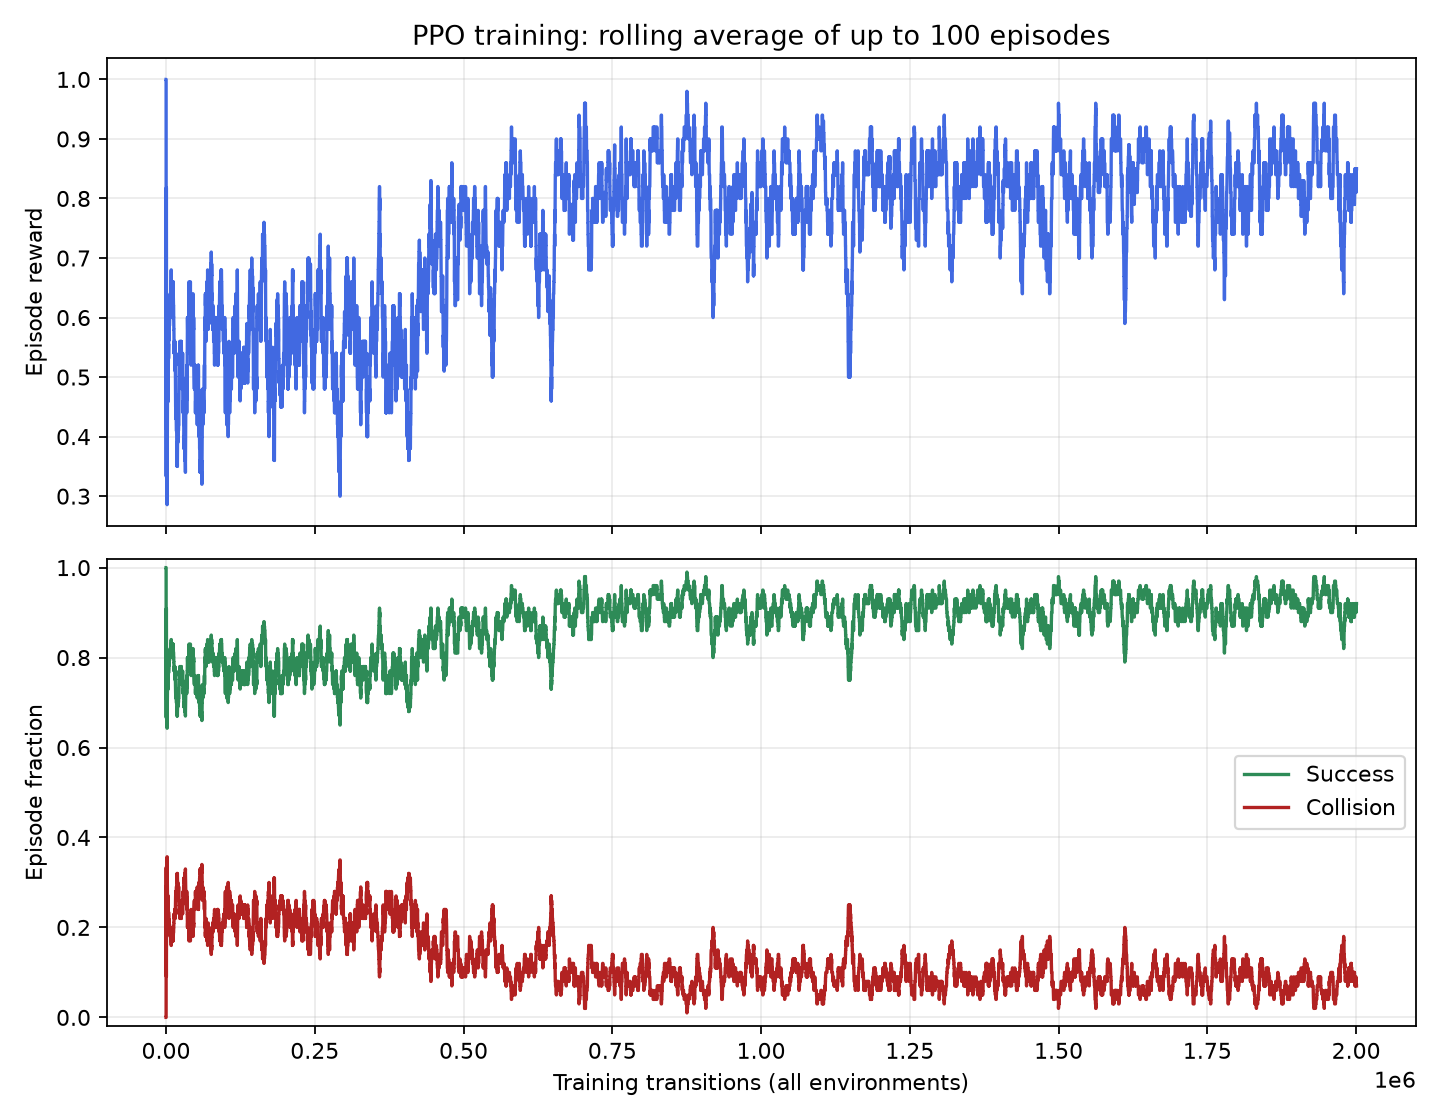 PPO training: rolling average of up to 100 episodes
1.0
0.9
0.8
0.7
0.6
0.5
0.4
0.3
Episode reward
1.0
0.8
0.6
0.4
0.2
0.0
Episode fraction
Success
Collision
0.00 0.25 0.50 0.75 1.00 1.25 1.50 1.75 2.00
1e6
Training transitions (all environments)